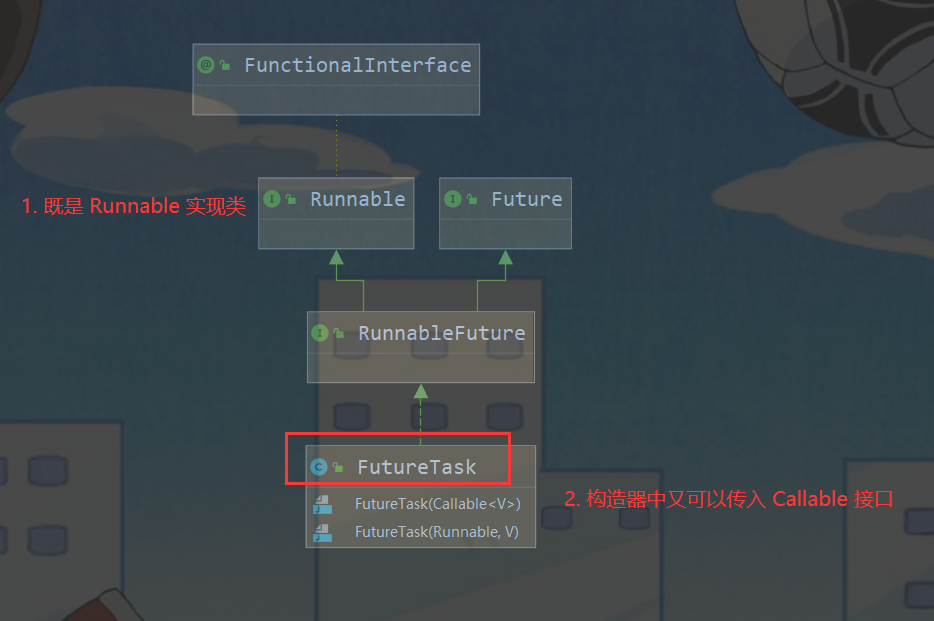 FunctionalInterface
1. 既是 Runnable 实现类
Runnable
Future
RunnableFuture
FutureTask
FutureTask(Callable<V>)
2. 构造器中又可以传入 Callable 接口
FutureTask(Runnable, V)